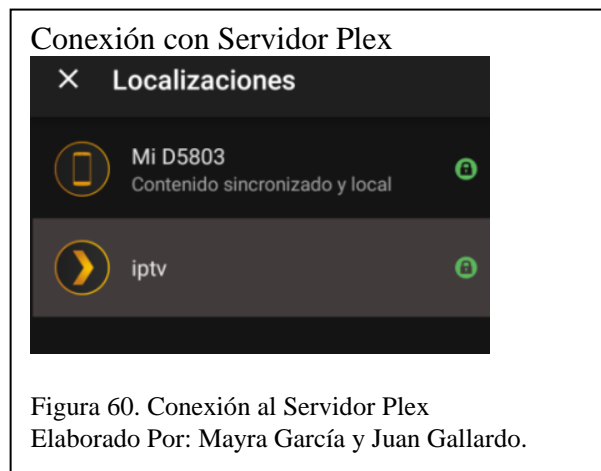 Conexión con Servidor Plex
Localizaciones
Mi D5803
Contenido sincronizado y local
iptv
Figura 60. Conexión al Servidor Plex
Elaborado Por: Mayra García y Juan Gallardo.